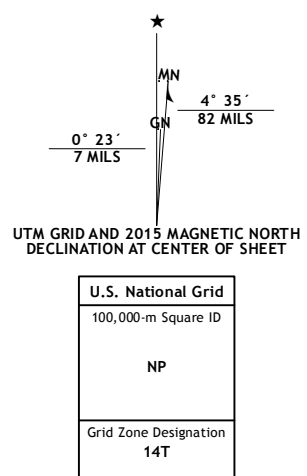 ★
MN
4° 35´
82 MILS
GN
0° 23´
7 MILS
UTM GRID AND 2015 MAGNETIC NORTH
DECLINATION AT CENTER OF SHEET
U.S. National Grid
100,000-m Square ID
NP
Grid Zone Designation
14T